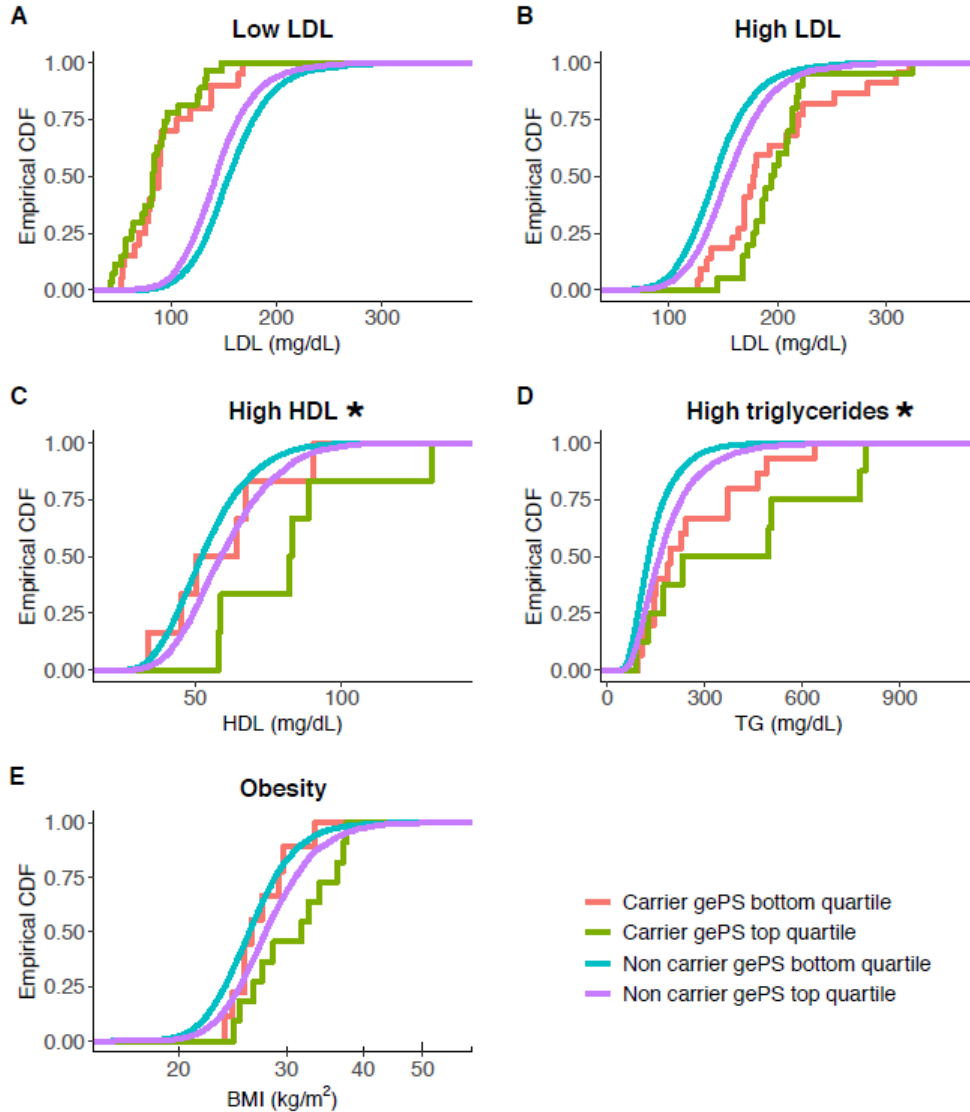 A
Low LDL
Empirical CDF
1.00
0.75
0.50
0.25
0.00
100 200 300
LDL (mg/dL)
B
High LDL
Empirical CDF
1.00
0.75
0.50
0.25
0.00
100 200 300
LDL (mg/dL)
C
High HDL *
Empirical CDF
1.00
0.75
0.50
0.25
0.00
50 100
HDL (mg/dL)
D
High triglycerides *
Empirical CDF
1.00
0.75
0.50
0.25
0.00
0 300 600 900
TG (mg/dL)
E
Obesity
Empirical CDF
1.00
0.75
0.50
0.25
0.00
20 30 40 50
BMI (kg/m²)
Carrier gePS bottom quartile
Carrier gePS top quartile
Non carrier gePS bottom quartile
Non carrier gePS top quartile